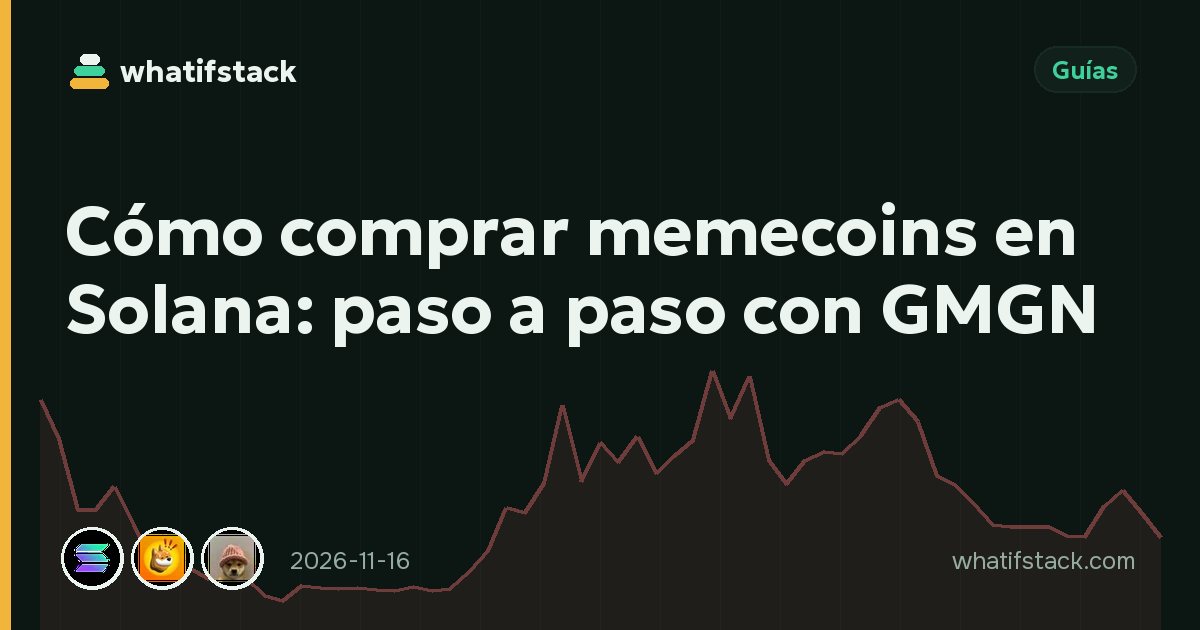 whatifstack
Guías
Cómo comprar memecoins en
Solana: paso a paso con GMGN
2026-11-16
whatifstack.com